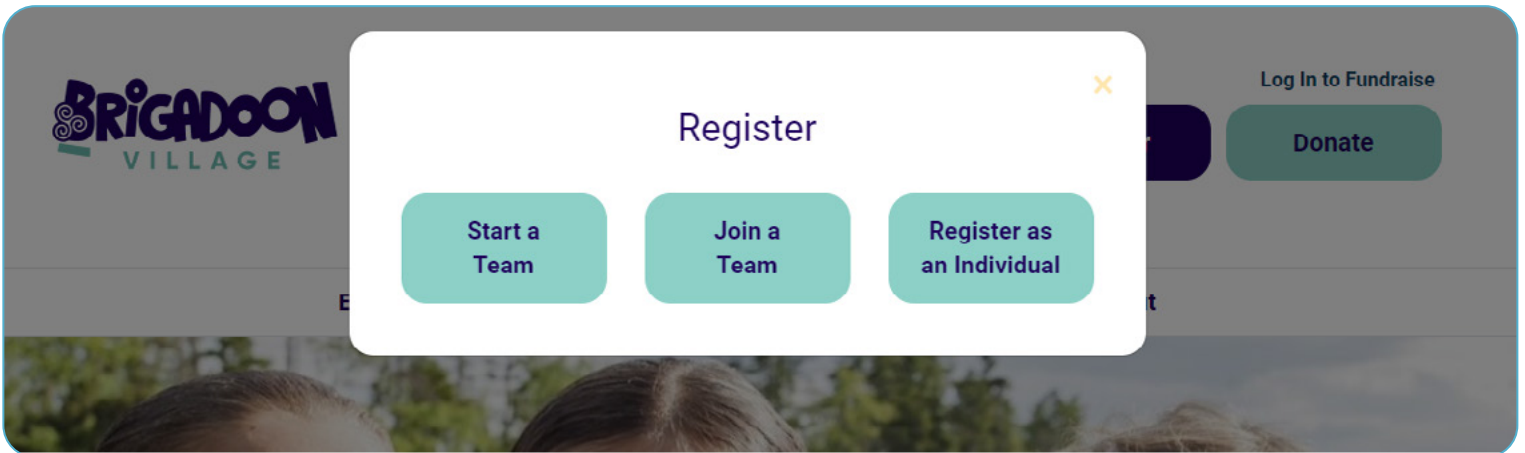 BRIGADOON
VILLAGE
Log In to Fundraise
Donate
Register
Start a
Team
Join a
Team
Register as
an Individual